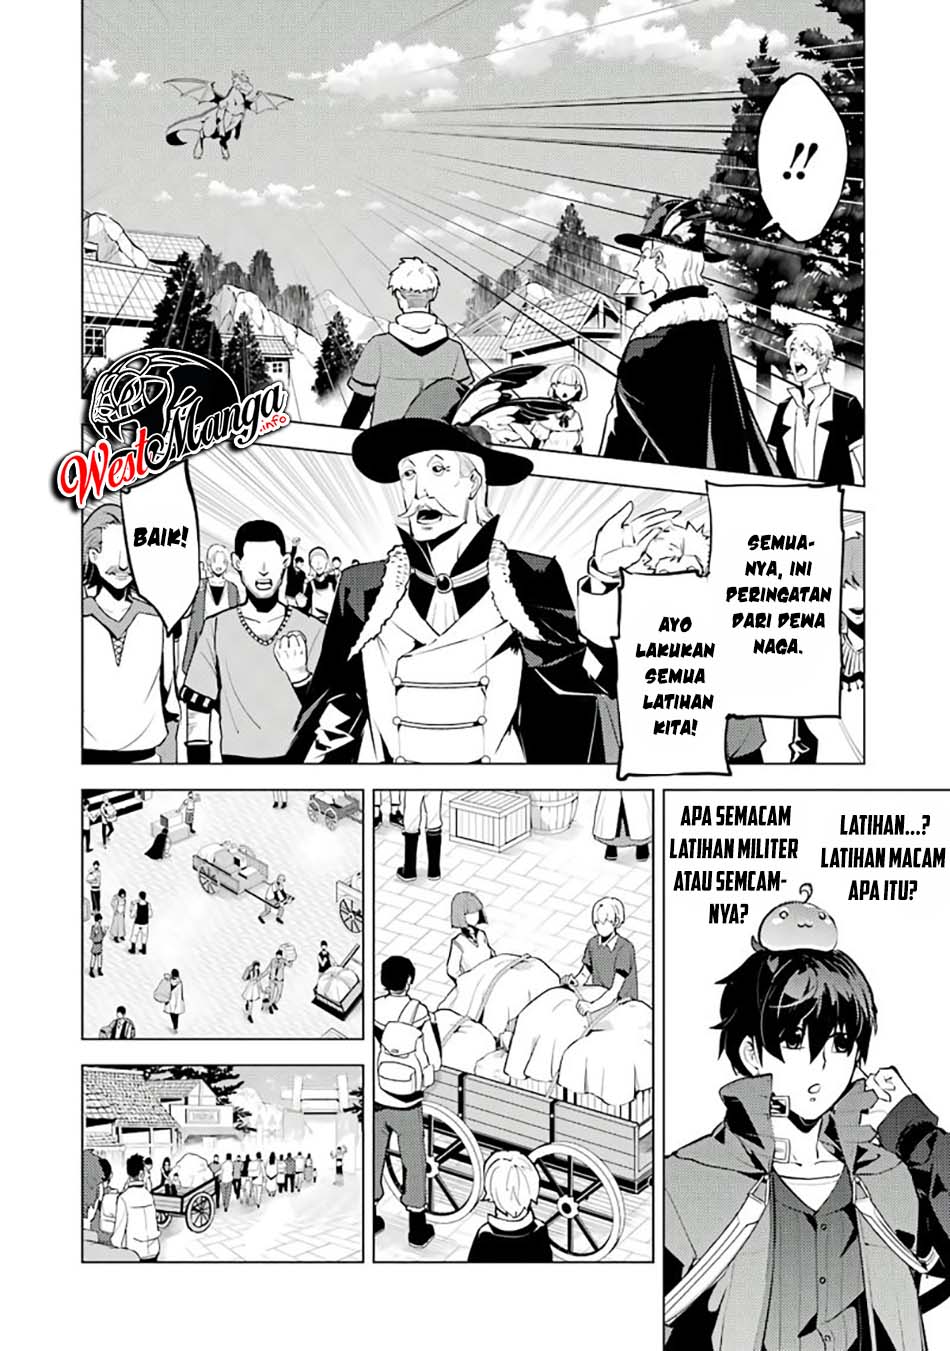 !!
SEMUA-
NYA, INI
PERINGATAN
DARI DEWA
NAGA.
AYO
LAKUKAN
SEMUA
LATIHAN
KITA!
BAIK!
WestManga
.info
LATIHAN...?
LATIHAN MACAM
APA ITU?
APA SEMACAM
LATIHAN MILITER
ATAU SEMCAM-
NYA?